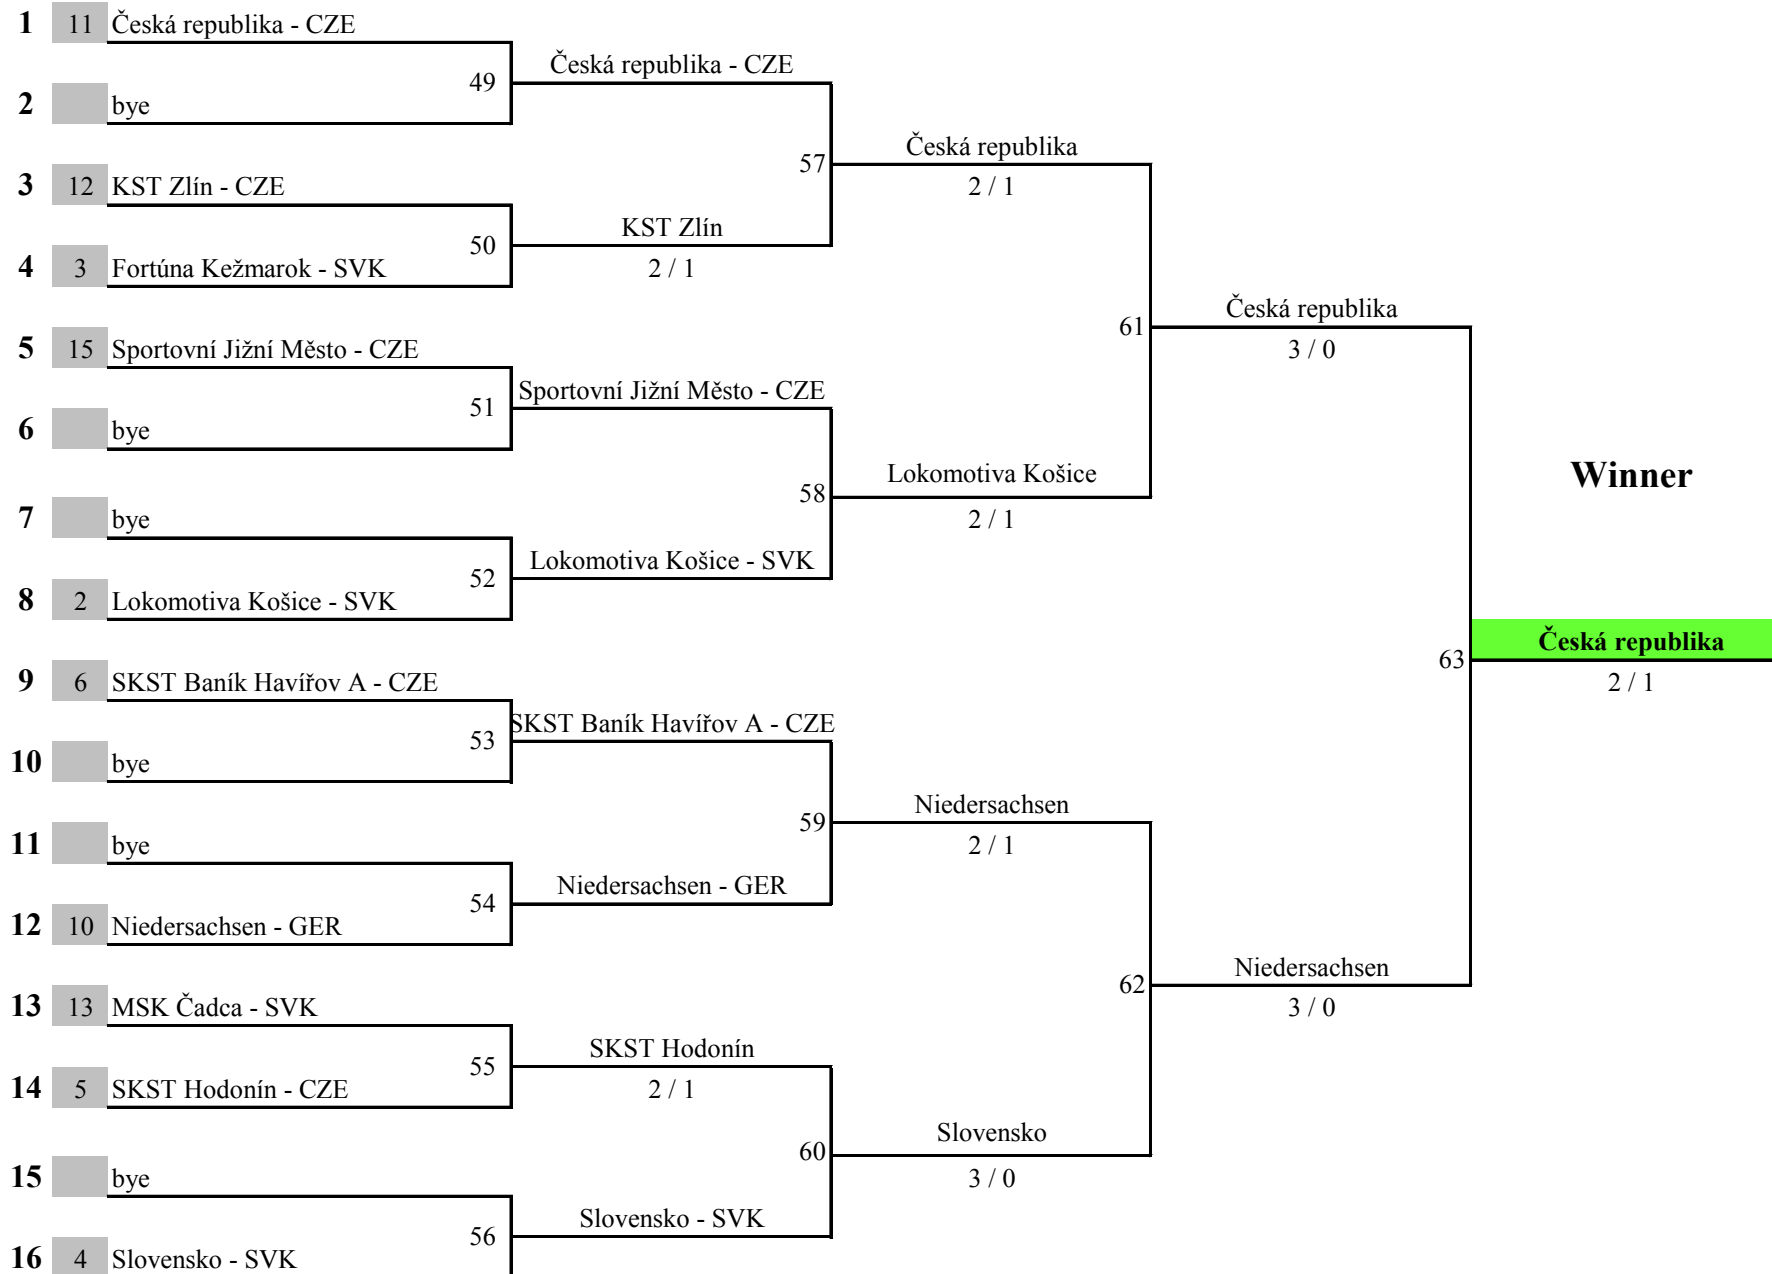 1 11 Česká republika - CZE
Česká republika - CZE
49
2 bye
Česká republika
57
2 / 1
3 12 KST Zlín - CZE
KST Zlín
50
2 / 1
4 3 Fortúna Kežmarok - SVK
Česká republika
61
3 / 0
5 15 Sportovní Jižní Město - CZE
Sportovní Jižní Město - CZE
51
6 bye
Lokomotiva Košice
Winner
58
2 / 1
7 bye
Lokomotiva Košice - SVK
52
8 2 Lokomotiva Košice - SVK
Česká republika
63
2 / 1
9 6 SKST Baník Havířov A - CZE
SKST Baník Havířov A - CZE
53
10 bye
Niedersachsen
59
2 / 1
11 bye
Niedersachsen - GER
54
12 10 Niedersachsen - GER
Niedersachsen
62
3 / 0
13 13 MSK Čadca - SVK
SKST Hodonín
55
2 / 1
14 5 SKST Hodonín - CZE
Slovensko
60
3 / 0
15 bye
Slovensko - SVK
56
16 4 Slovensko - SVK